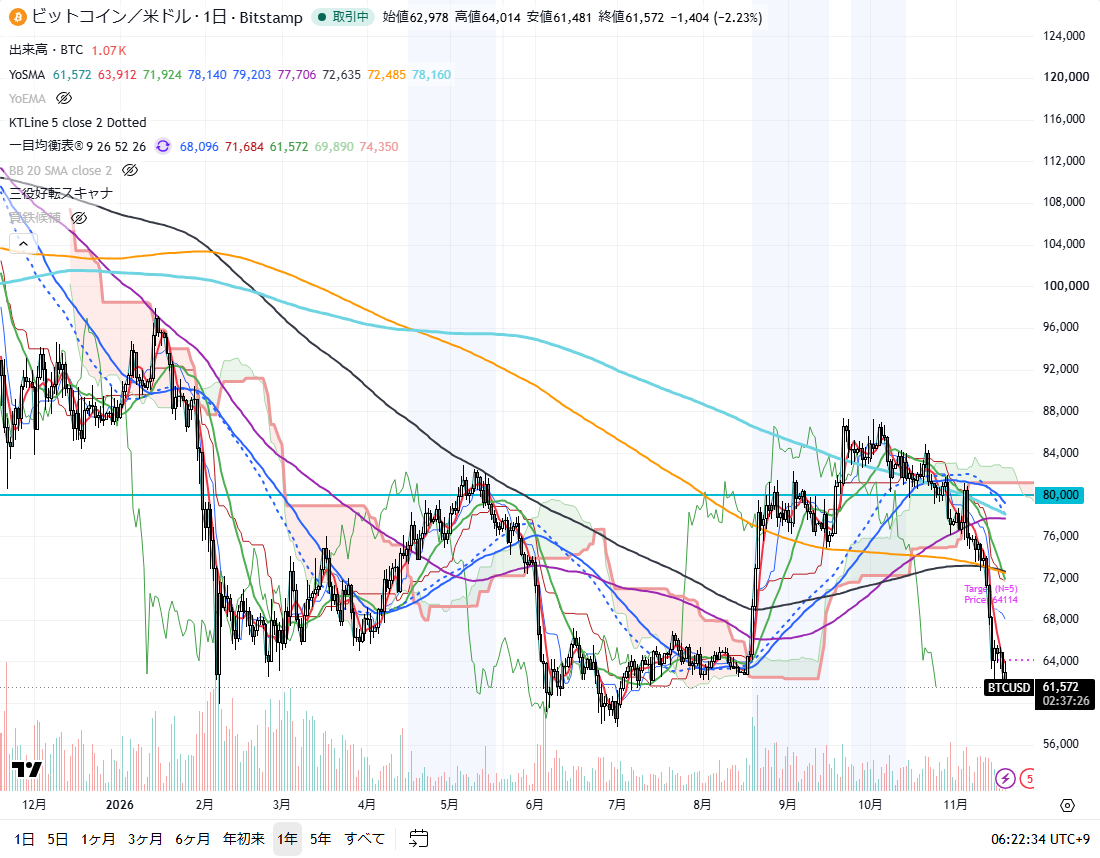 ビットコイン／米ドル · 1日 · Bitstamp 取引中 始値62,978 高値64,014 安値61,481 終値61,572 −1,404 (−2.23%)
出来高 · BTC 1.07 K
YoSMA 61,572 63,912 71,924 78,140 79,203 77,706 72,635 72,485 78,160
YoEMA
KTLine 5 close 2 Dotted
一目均衡表® 9 26 52 26 68,096 71,684 61,572 69,890 74,350
BB 20 SMA close 2
三役好転スキャナ
買鉄候補
124,000
120,000
116,000
112,000
108,000
104,000
100,000
96,000
92,000
88,000
84,000
80,000
76,000
72,000
68,000
64,000
56,000
Target (N=5)
Price: 64114
BTCUSD 61,572
02:37:26
5
12月 2026 2月 3月 4月 5月 6月 7月 8月 9月 10月 11月
1日 5日 1ヶ月 3ヶ月 6ヶ月 年初来 1年 5年 すべて 06:22:34 UTC+9